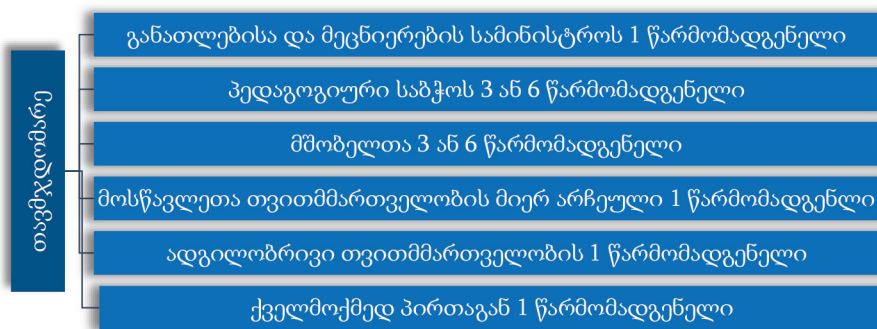 თავმჯდომარე
განათლებისა და მეცნიერების სამინისტროს 1 წარმომადგენელი
პედაგოგიური საბჭოს 3 ან 6 წარმომადგენელი
მშობელთა 3 ან 6 წარმომადგენელი
მოსწავლეთა თვითმმართველობის მიერ არჩეული 1 წარმომადგენლი
ადგილობრივი თვითმმართველობის 1 წარმომადგენელი
ქველმოქმედ პირთაგან 1 წარმომადგენელი